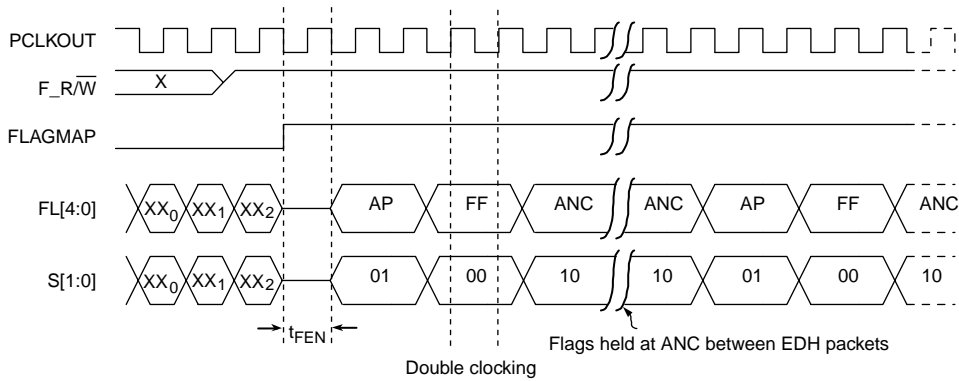 PCLKOUT
F_R/W̅ X
FLAGMAP
FL[4:0] XX₀ XX₁ XX₂ AP FF ANC ANC AP FF ANC
S[1:0] XX₀ XX₁ XX₂ 01 00 10 10 01 00 10
t_FEN
Flags held at ANC between EDH packets
Double clocking